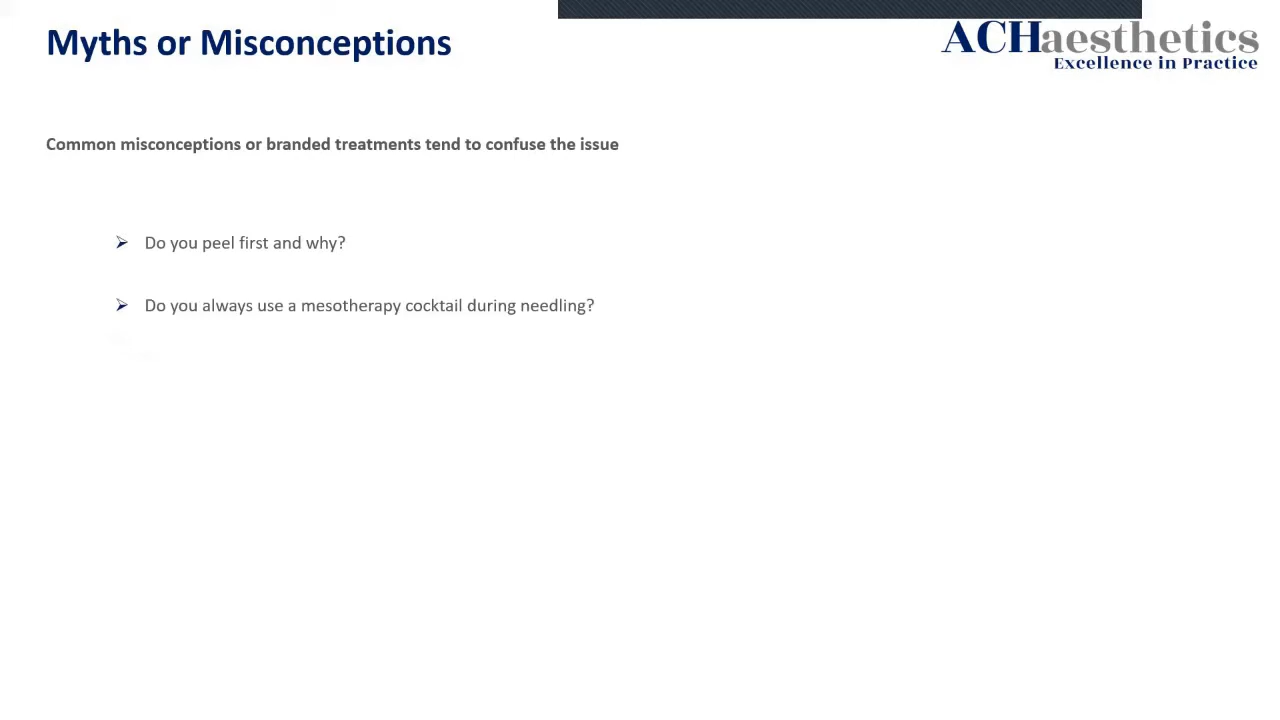 Myths or Misconceptions
ACHaesthetics
Excellence in Practice
Common misconceptions or branded treatments tend to confuse the issue
Do you peel first and why?
Do you always use a mesotherapy cocktail during needling?